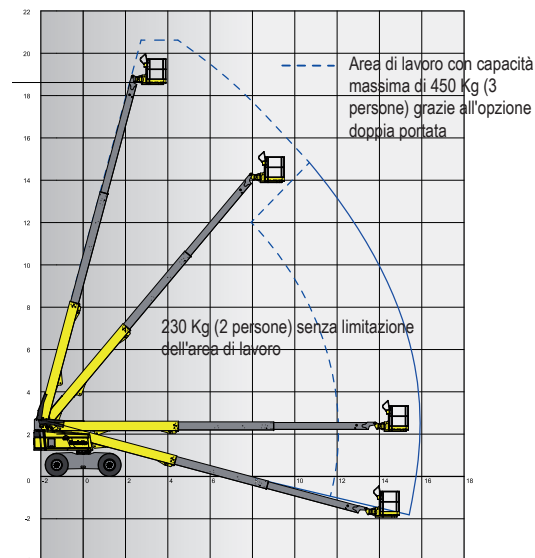 22
20
18
16
14
12
10
8
6
4
2
0
-2
Area di lavoro con capacità
massima di 450 Kg (3
persone) grazie all'opzione
doppia portata
230 Kg (2 persone) senza limitazione
dell'area di lavoro
-2 0 2 4 6 8 10 12 14 16 18